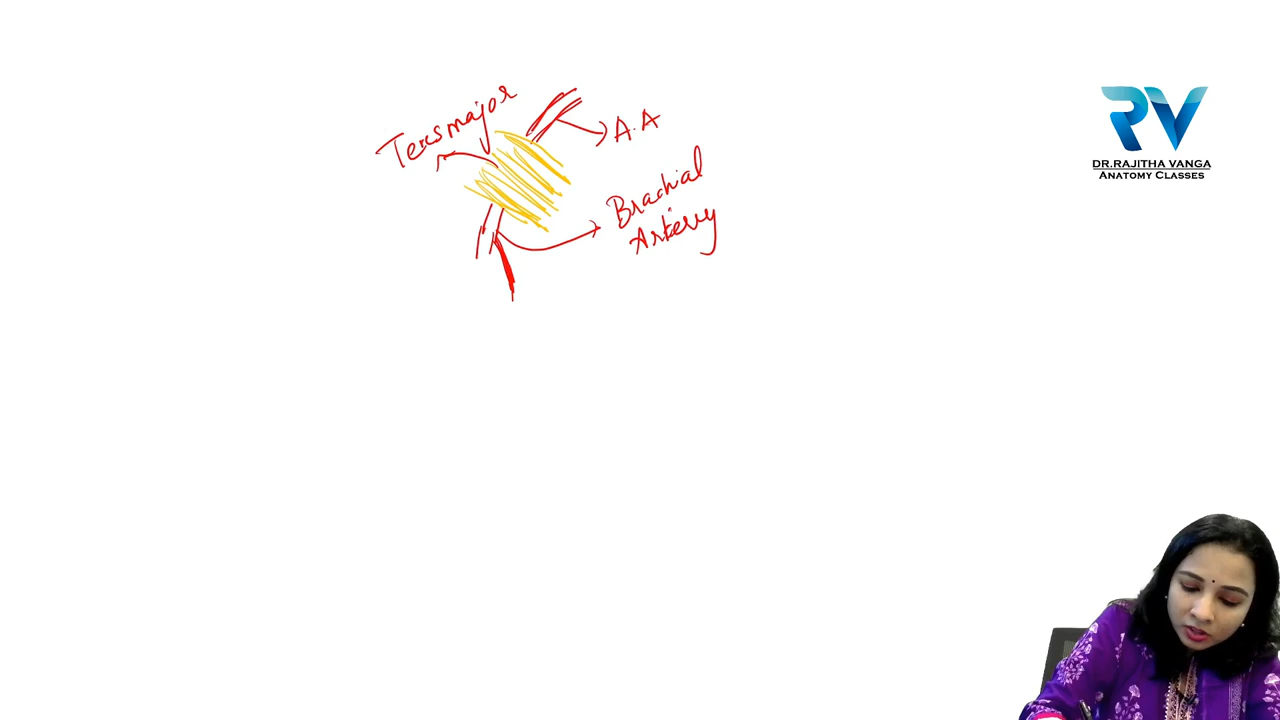 Teres major
A.A
Brachial
Artery
RV
DR.RAJITHA VANGA
ANATOMY CLASSES